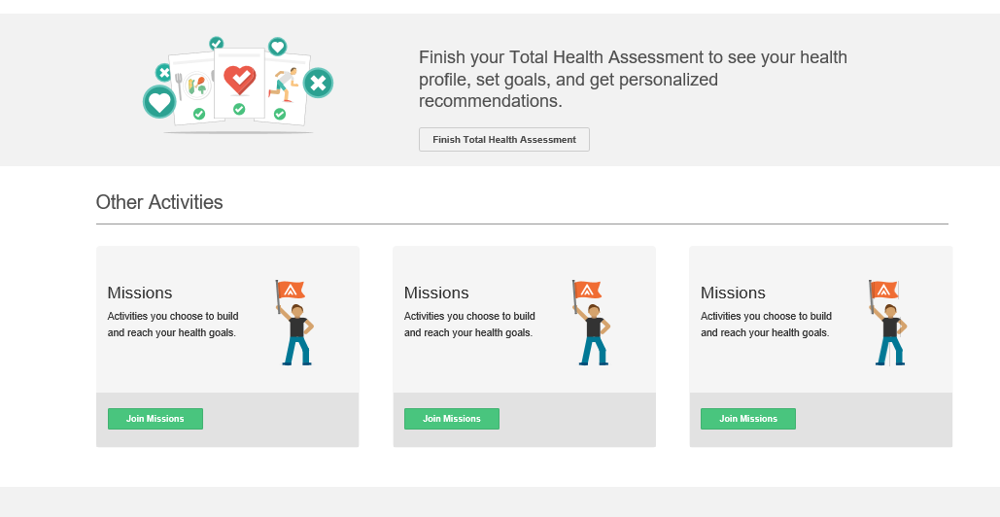 Finish your Total Health Assessment to see your health
profile, set goals, and get personalized
recommendations.
Finish Total Health Assessment
Other Activities
Missions
Activities you choose to build
and reach your health goals.
Join Missions
Missions
Activities you choose to build
and reach your health goals.
Join Missions
Missions
Activities you choose to build
and reach your health goals.
Join Missions